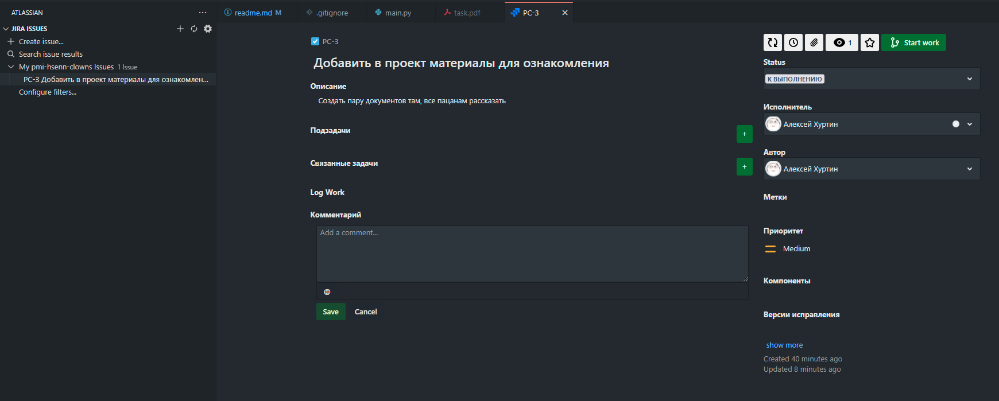 ATLASSIAN
JIRA ISSUES
Create issue...
Search issue results
My pmi-hsenn-clowns Issues 1 Issue
PC-3 Добавить в проект материалы для ознакомлен...
Configure filters...
readme.md M
.gitignore
main.py
task.pdf
PC-3
PC-3
Добавить в проект материалы для ознакомления
Описание
Создать пару документов там, все пацанам рассказать
Подзадачи
+
Связанные задачи
+
Log Work
Комментарий
Add a comment...
@
Save Cancel
1
Start work
Status
К ВЫПОЛНЕНИЮ
Исполнитель
Алексей Хуртин
Автор
Алексей Хуртин
Метки
Приоритет
Medium
Компоненты
Версии исправления
show more
Created 40 minutes ago
Updated 8 minutes ago